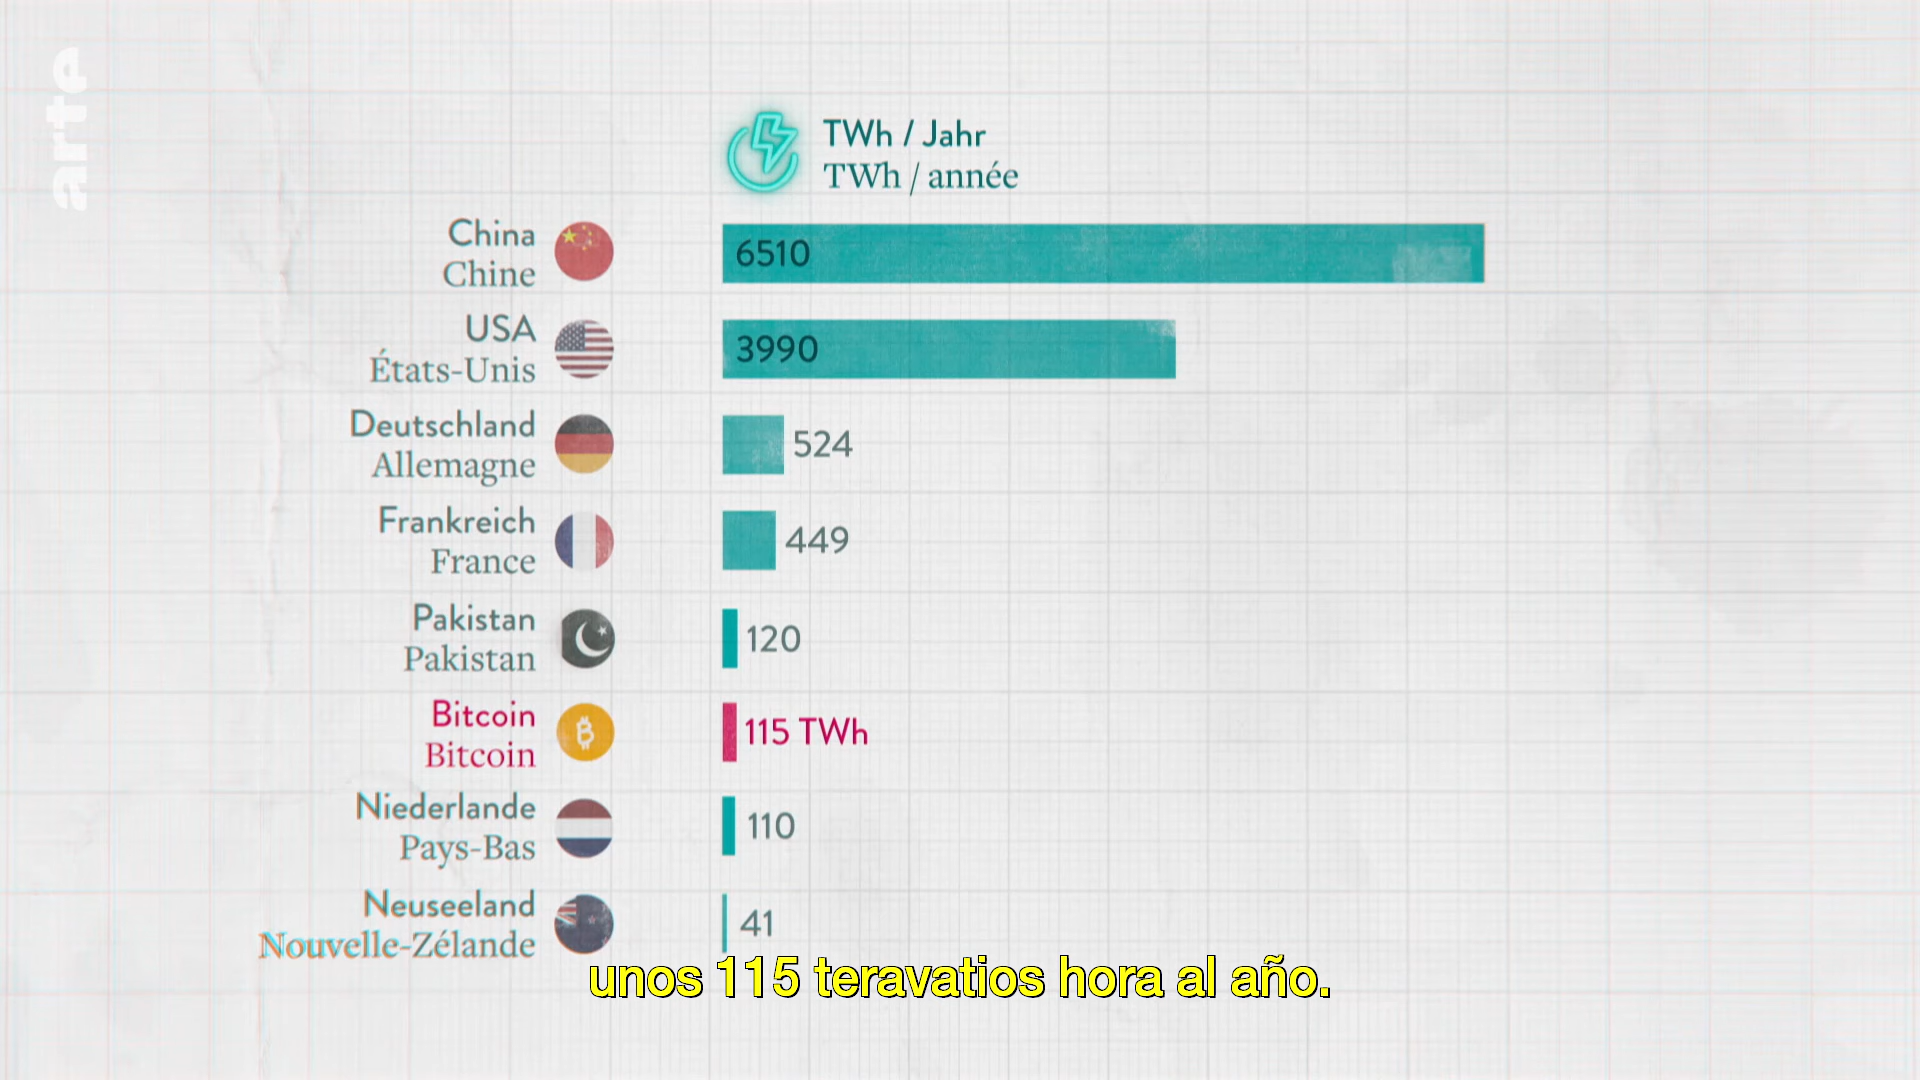 arte
TWh / Jahr
TWh / année
China
Chine
6510
USA
États-Unis
3990
Deutschland
Allemagne
524
Frankreich
France
449
Pakistan
Pakistan
120
Bitcoin
Bitcoin
115 TWh
Niederlande
Pays-Bas
110
Neuseeland
Nouvelle-Zélande
41
unos 115 teravatios hora al año.